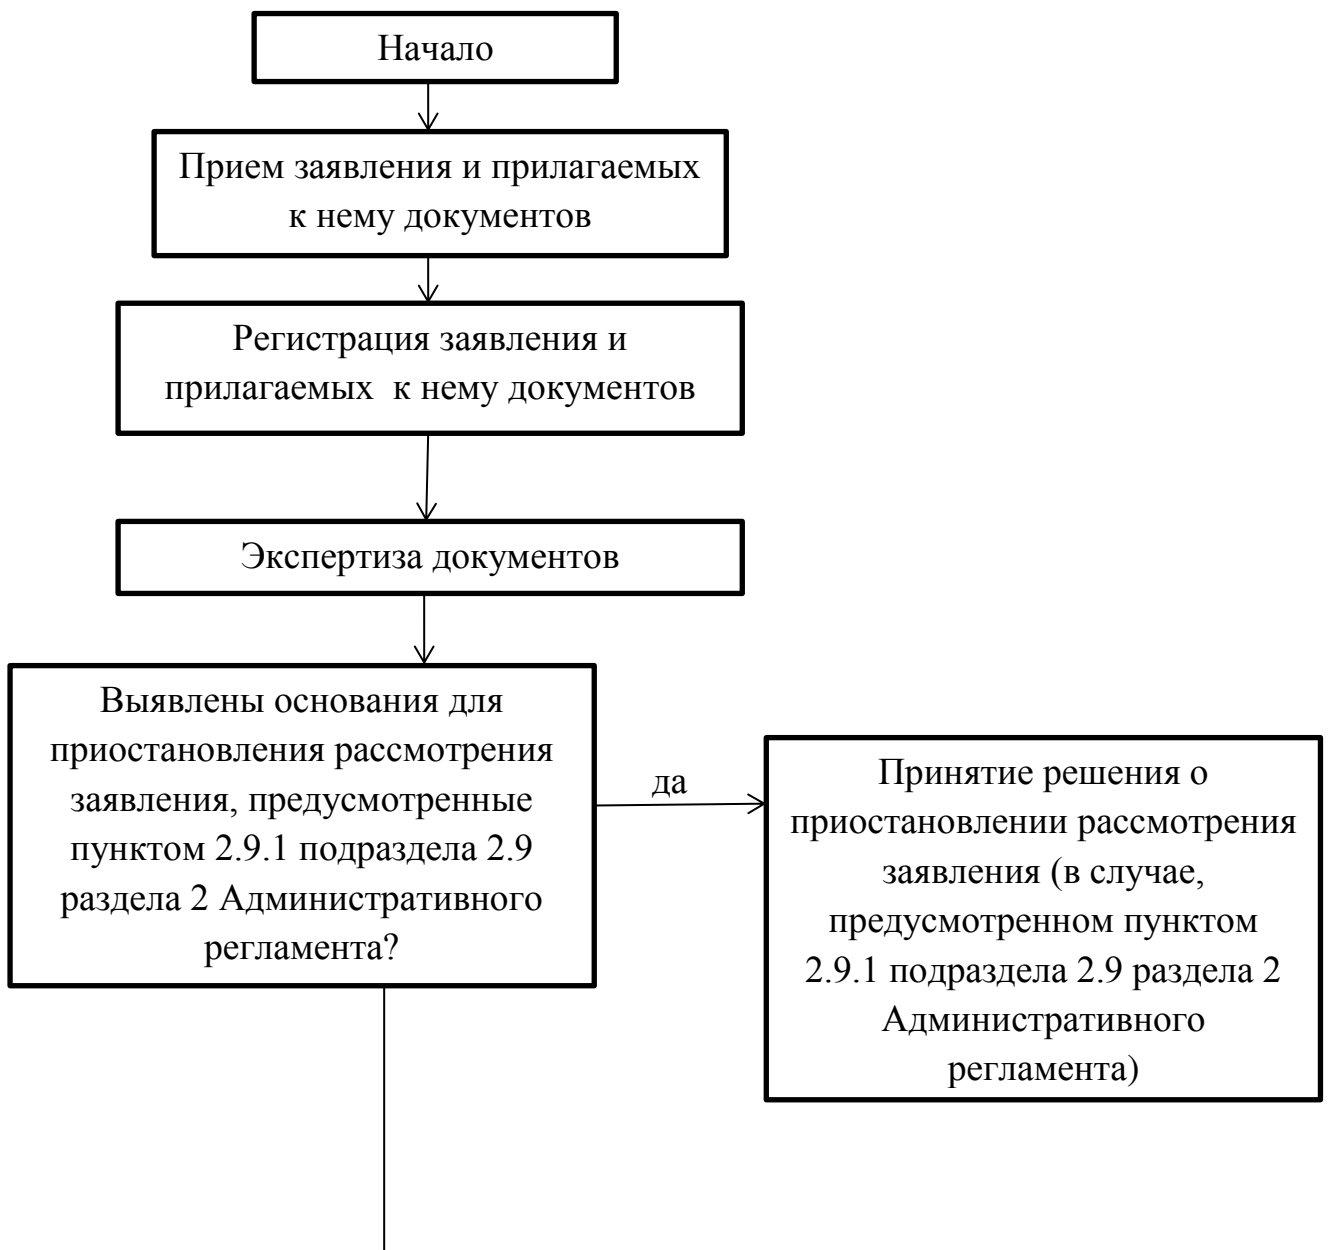 Начало
Прием заявления и прилагаемых
к нему документов
Регистрация заявления и
прилагаемых  к нему документов
Экспертиза документов
Выявлены основания для
приостановления рассмотрения
заявления, предусмотренные
пунктом 2.9.1 подраздела 2.9
раздела 2 Административного
регламента?
да
Принятие решения о
приостановлении рассмотрения
заявления (в случае,
предусмотренном пунктом
2.9.1 подраздела 2.9 раздела 2
Административного
регламента)